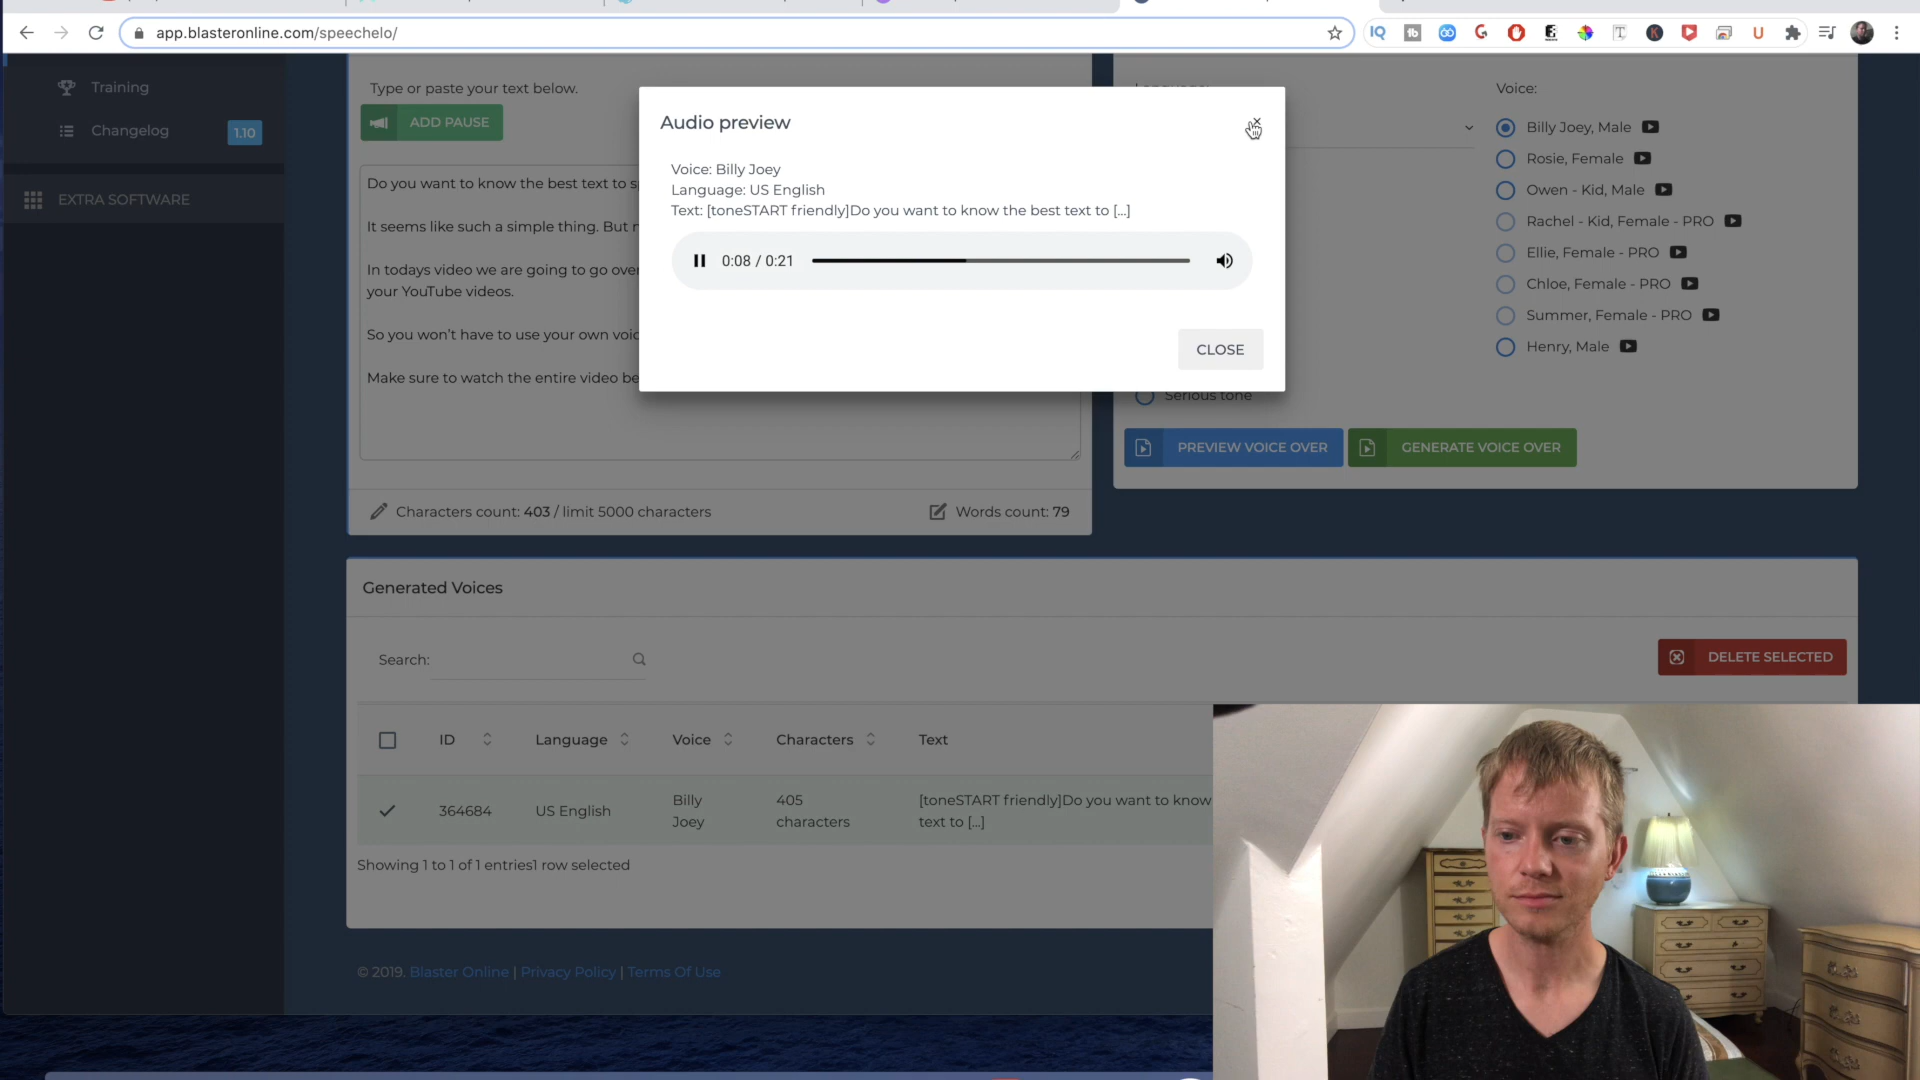 app.blasteronline.com/speechelo/
Training
Changelog
1.10
EXTRA SOFTWARE
Type or paste your text below.
ADD PAUSE
Do you want to know the best text to
It seems like such a simple thing. But
In todays video we are going to go over
your YouTube videos.
So you won't have to use your own
Make sure to watch the entire video
Characters count: 403 / limit 5000 characters
Words count: 79
Audio preview
Voice: Billy Joey
Language: US English
Text: [toneSTART friendly]Do you want to know the best text to [...]
0:08 / 0:21
CLOSE
Language:
Voice:
Billy Joey, Male
Rosie, Female
Owen - Kid, Male
Rachel - Kid, Female - PRO
Ellie, Female - PRO
Chloe, Female - PRO
Summer, Female - PRO
Henry, Male
Serious tone
PREVIEW VOICE OVER
GENERATE VOICE OVER
Generated Voices
Search:
DELETE SELECTED
ID
Language
Voice
Characters
Text
364684
US English
Billy
Joey
405
characters
[toneSTART friendly]Do you want to know
text to [...]
Showing 1 to 1 of 1 entries1 row selected
© 2019. Blaster Online | Privacy Policy | Terms Of Use